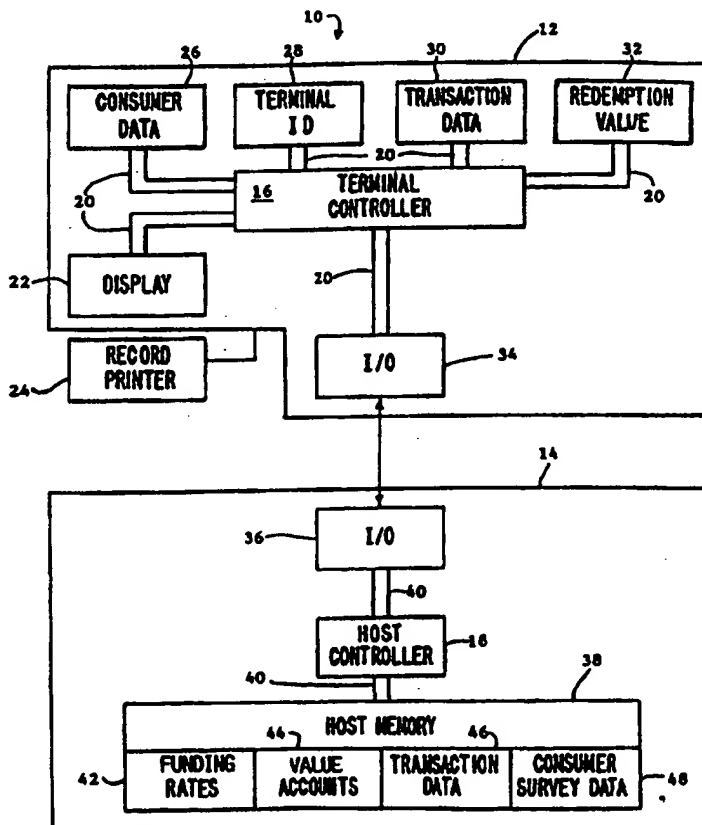 10
12
26
28
30
32
CONSUMER
DATA
TERMINAL
ID
TRANSACTION
DATA
REDEMPTION
VALUE
20
20
20
20
16
TERMINAL
CONTROLLER
22
DISPLAY
20
24
RECORD
PRINTER
I/O
34
14
36
I/O
40
HOST
CONTROLLER
16
40
38
HOST MEMORY
44
46
42
FUNDING
RATES
VALUE
ACCOUNTS
TRANSACTION
DATA
CONSUMER
SURVEY DATA
48